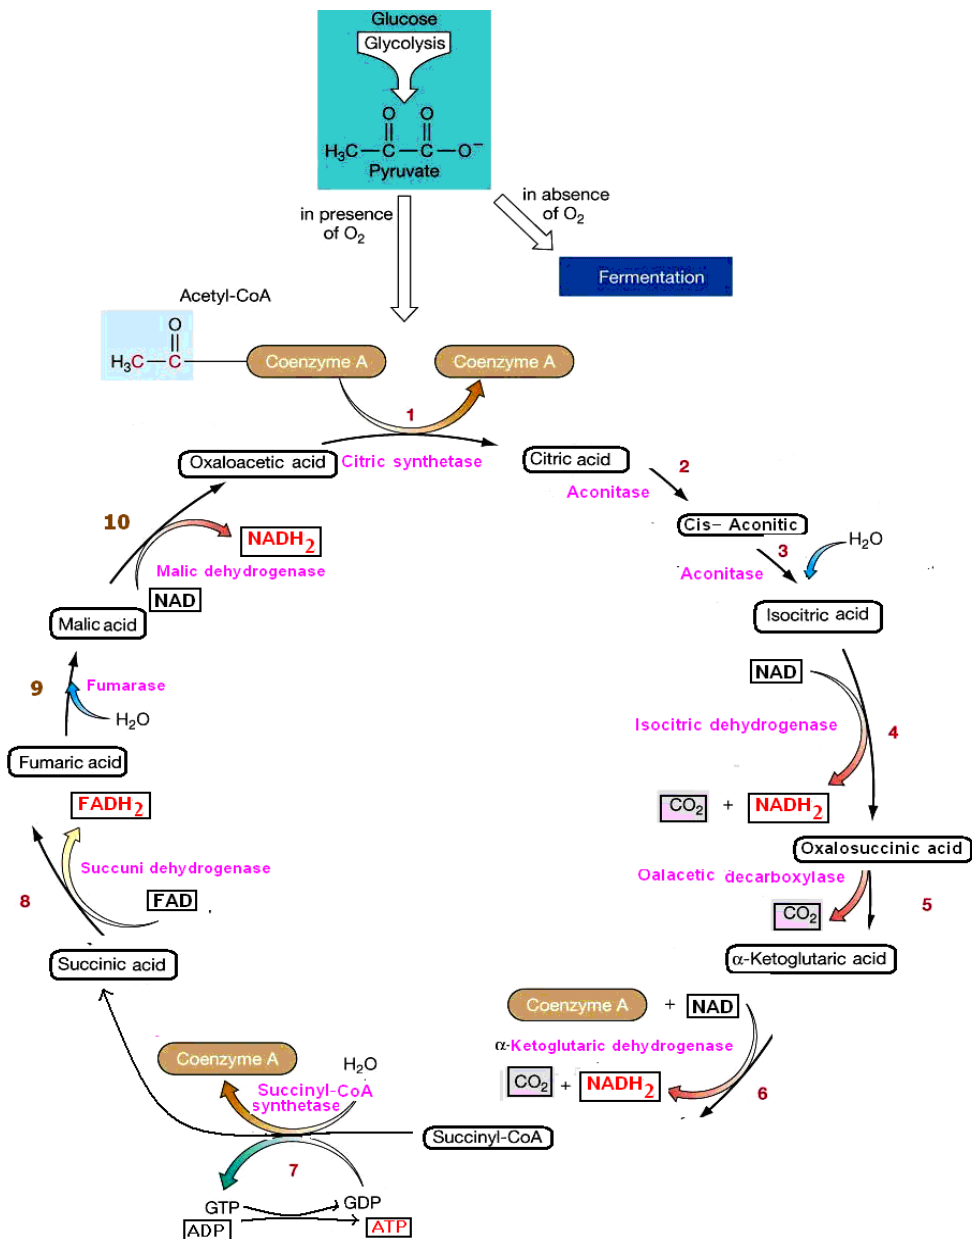 Glucose
Glycolysis
O O
H3C—C—C—O−
Pyruvate
in presence
of O2
in absence
of O2
Fermentation
Acetyl-CoA
O
H3C—C
Coenzyme A
Coenzyme A
1
Oxaloacetic acid
Citric synthetase
Citric acid
2
Aconitase
Cis- Aconitic
3
H2O
Aconitase
Isocitric acid
NAD
Isocitric dehydrogenase
4
CO2 + NADH2
Oxalosuccinic acid
Oalacetic decarboxylase
5
CO2
α-Ketoglutaric acid
Coenzyme A + NAD
α-Ketoglutaric dehydrogenase
CO2 + NADH2
6
Succinyl-CoA
Coenzyme A
H2O
Succinyl-CoA
synthetase
7
GTP GDP
ADP ATP
Succinic acid
8
FAD
Succuni dehydrogenase
FADH2
Fumaric acid
H2O
9
Fumarase
Malic acid
NAD
Malic dehydrogenase
10
NADH2